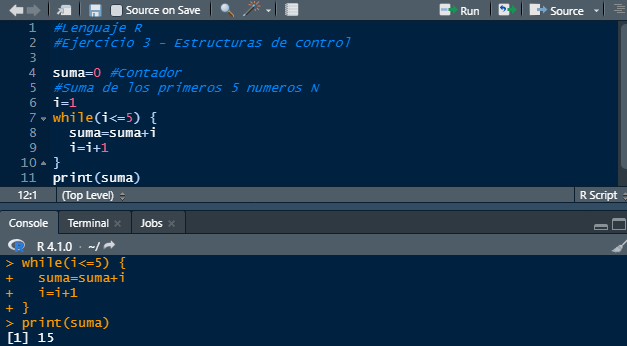 Source on Save
Run
Source
1 #Lenguaje R
2 #Ejercicio 3 - Estructuras de control
3
4 suma=0 #Contador
5 #Suma de los primeros 5 numeros N
6 i=1
7 while(i<=5) {
8   suma=suma+i
9   i=i+1
10 }
11 print(suma)
12:1 (Top Level) R Script
Console Terminal Jobs
R 4.1.0 · ~/
> while(i<=5) {
+   suma=suma+i
+   i=i+1
+ }
> print(suma)
[1] 15